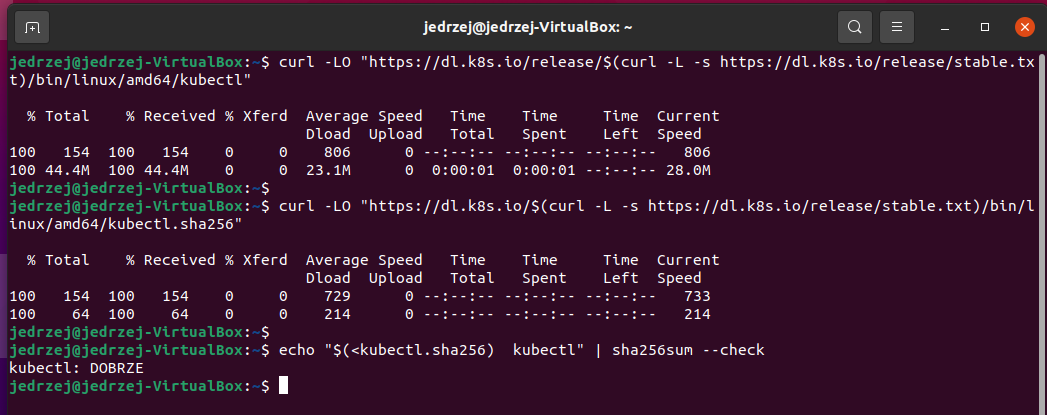 jedrzej@jedrzej-VirtualBox: ~
jedrzej@jedrzej-VirtualBox:~$ curl -LO "https://dl.k8s.io/release/$(curl -L -s https://dl.k8s.io/release/stable.tx
t)/bin/linux/amd64/kubectl"
% Total % Received % Xferd Average Speed Time Time Time Current
Dload Upload Total Spent Left Speed
100 154 100 154 0 0 806 0 --:--:-- --:--:-- --:--:-- 806
100 44.4M 100 44.4M 0 0 23.1M 0 0:00:01 0:00:01 --:--:-- 28.0M
jedrzej@jedrzej-VirtualBox:~$
jedrzej@jedrzej-VirtualBox:~$ curl -LO "https://dl.k8s.io/$(curl -L -s https://dl.k8s.io/release/stable.txt)/bin/l
inux/amd64/kubectl.sha256"
% Total % Received % Xferd Average Speed Time Time Time Current
Dload Upload Total Spent Left Speed
100 154 100 154 0 0 729 0 --:--:-- --:--:-- --:--:-- 733
100 64 100 64 0 0 214 0 --:--:-- --:--:-- --:--:-- 214
jedrzej@jedrzej-VirtualBox:~$
jedrzej@jedrzej-VirtualBox:~$ echo "$(<kubectl.sha256)  kubectl" | sha256sum --check
kubectl: DOBRZE
jedrzej@jedrzej-VirtualBox:~$